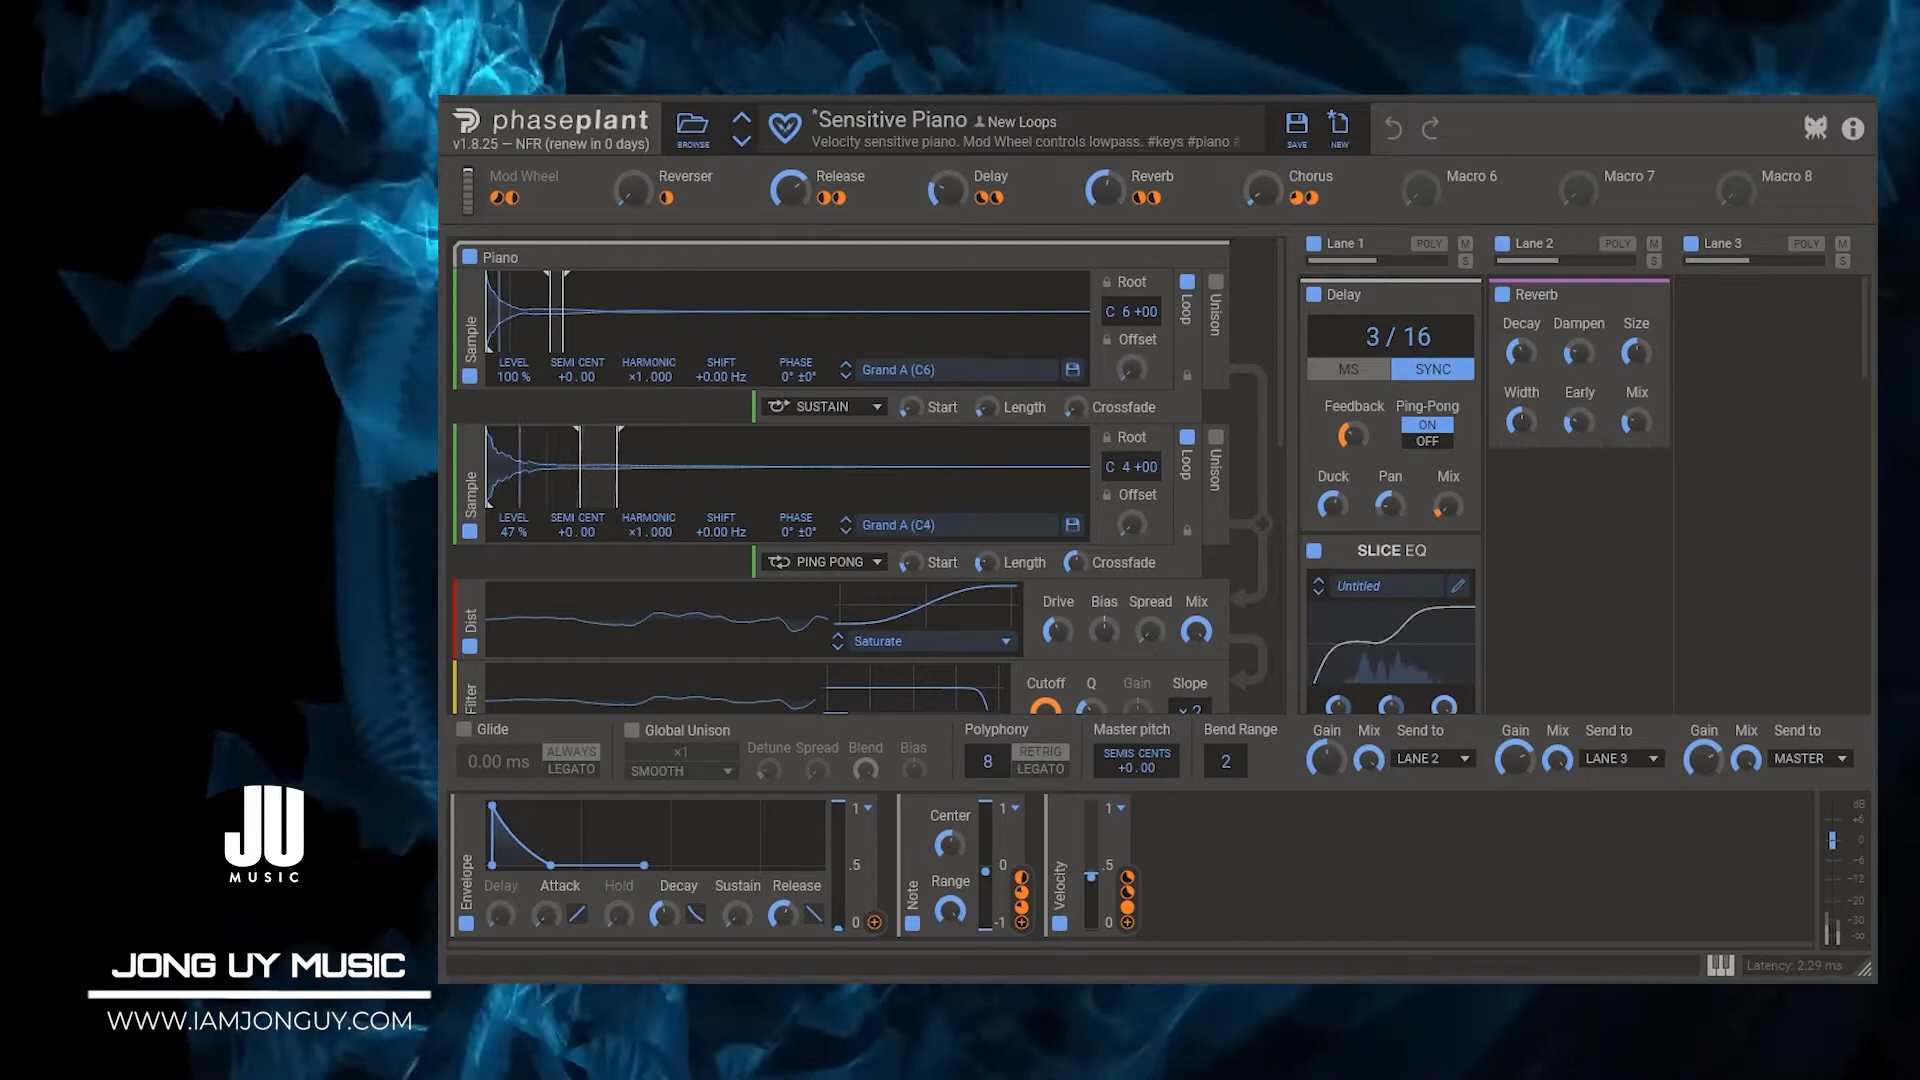 phaseplant
v1.8.25 — NFR (renew in 0 days)
BROWSE
*Sensitive Piano New Loops
Velocity sensitive piano. Mod Wheel controls lowpass. #keys #piano #
SAVE NEW
Mod Wheel Reverser Release Delay Reverb Chorus Macro 6 Macro 7 Macro 8
Piano
Sample
LEVEL SEMI CENT HARMONIC SHIFT PHASE
100 % +0.00 ×1.000 +0.00 Hz 0° ±0° Grand A (C6)
Root
C 6 +00
Offset
Loop
Unison
SUSTAIN Start Length Crossfade
Sample
LEVEL SEMI CENT HARMONIC SHIFT PHASE
47 % +0.00 ×1.000 +0.00 Hz 0° ±0° Grand A (C4)
Root
C 4 +00
Offset
Loop
Unison
PING PONG Start Length Crossfade
Dist
Saturate
Drive Bias Spread Mix
Filter
Cutoff Q Gain Slope
x 2
Lane 1 POLY M
S
Lane 2 POLY M
S
Lane 3 POLY M
S
Delay
3 / 16
MS SYNC
Feedback Ping-Pong
ON
OFF
Duck Pan Mix
SLICE EQ
Untitled
Reverb
Decay Dampen Size
Width Early Mix
Glide
0.00 ms ALWAYS
LEGATO
Global Unison
×1
SMOOTH
Detune Spread Blend Bias
Polyphony
8 RETRIG
LEGATO
Master pitch
SEMIS CENTS
+0.00
Bend Range
2
Gain Mix Send to
LANE 2
Gain Mix Send to
LANE 3
Gain Mix Send to
MASTER
Envelope
Delay Attack Hold Decay Sustain Release
1
.5
0
Note
Center
Range
1
0
-1
Velocity
1
.5
0
dB
+6
0
-6
-12
-20
-30
-∞
Latency: 2.29 ms
JU
MUSIC
JONG UY MUSIC
WWW.IAMJONGUY.COM